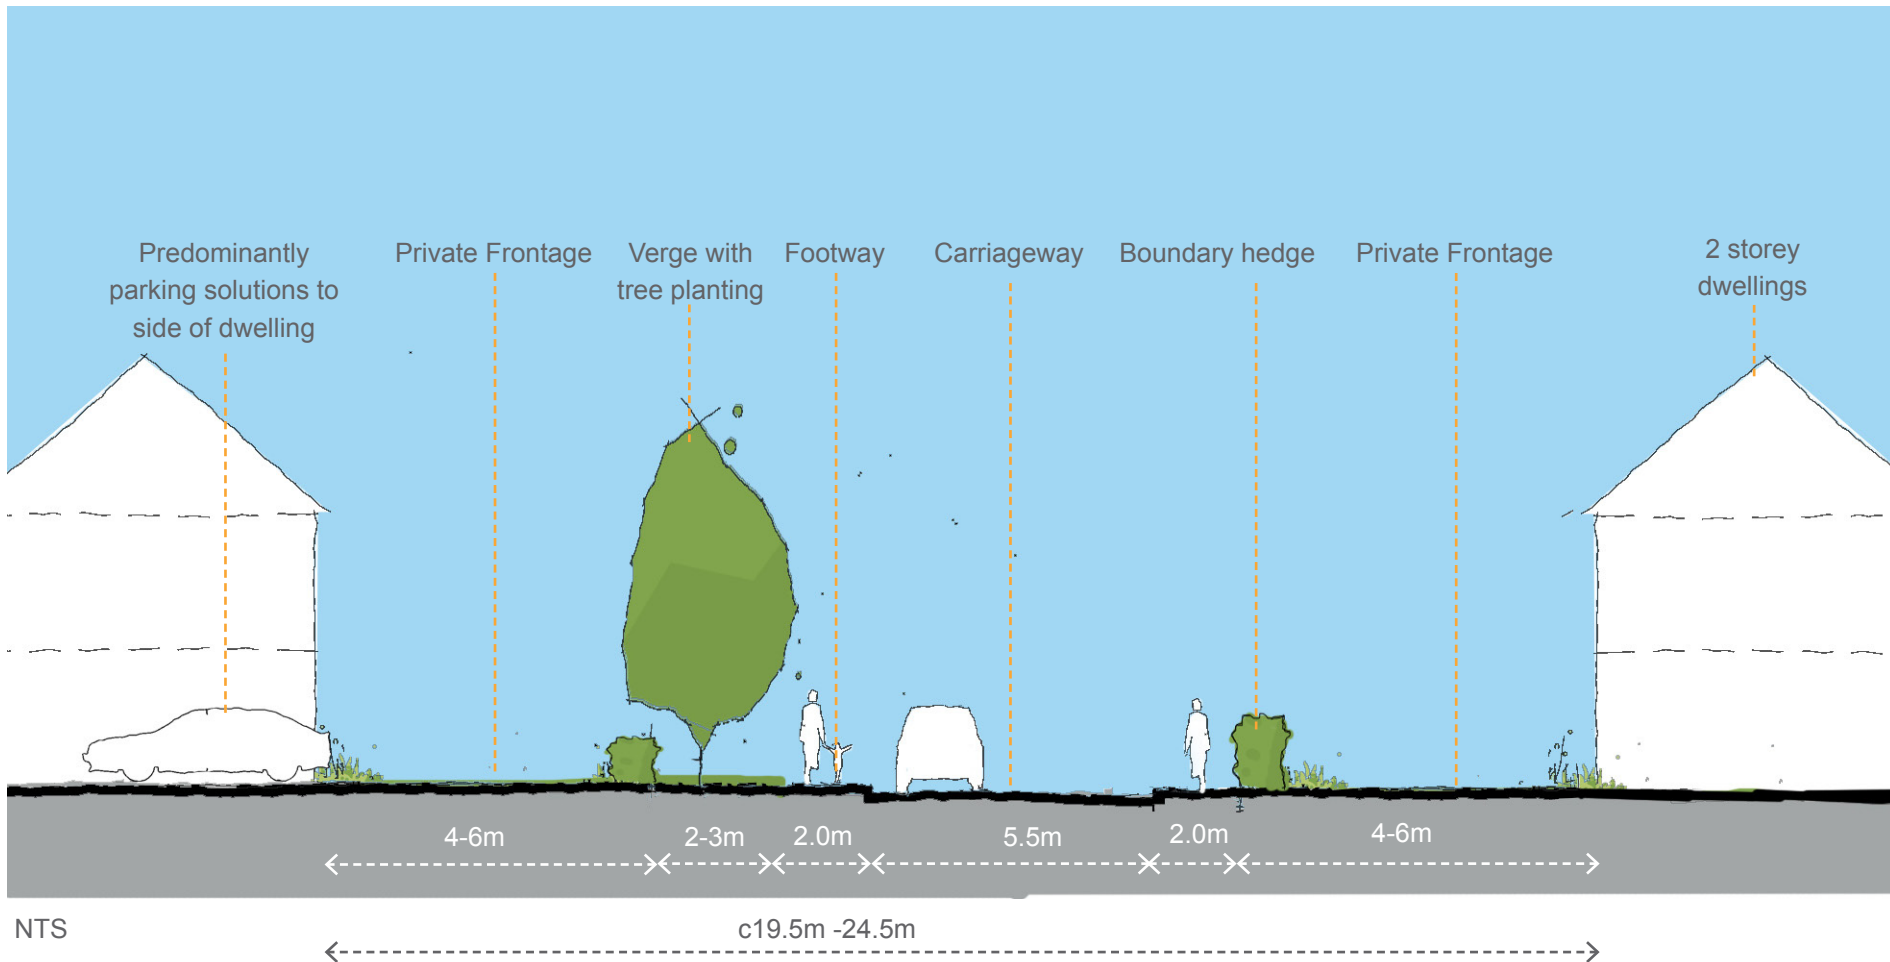 Predominantly
parking solutions to
side of dwelling
Private Frontage
Verge with
tree planting
Footway
Carriageway
Boundary hedge
Private Frontage
2 storey
dwellings
4-6m
2-3m
2.0m
5.5m
2.0m
4-6m
NTS
c19.5m -24.5m